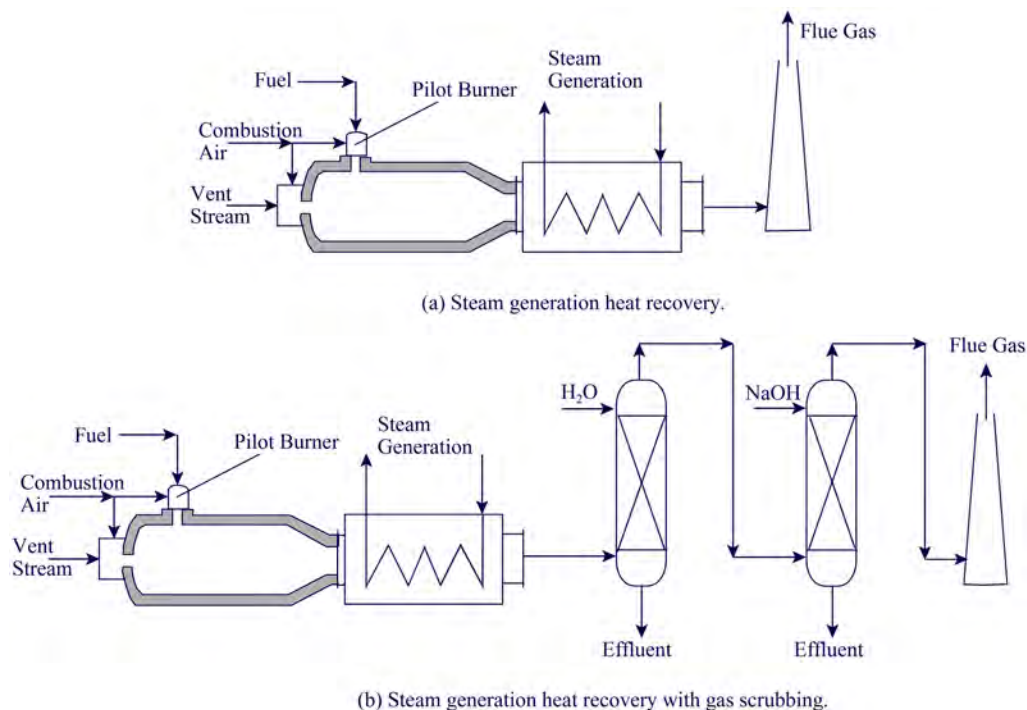 Flue Gas
Steam
Generation
Fuel
Pilot Burner
Combustion
Air
Vent
Stream
(a) Steam generation heat recovery.
Flue Gas
H₂O
NaOH
Steam
Generation
Fuel
Pilot Burner
Combustion
Air
Vent
Stream
Effluent
Effluent
(b) Steam generation heat recovery with gas scrubbing.